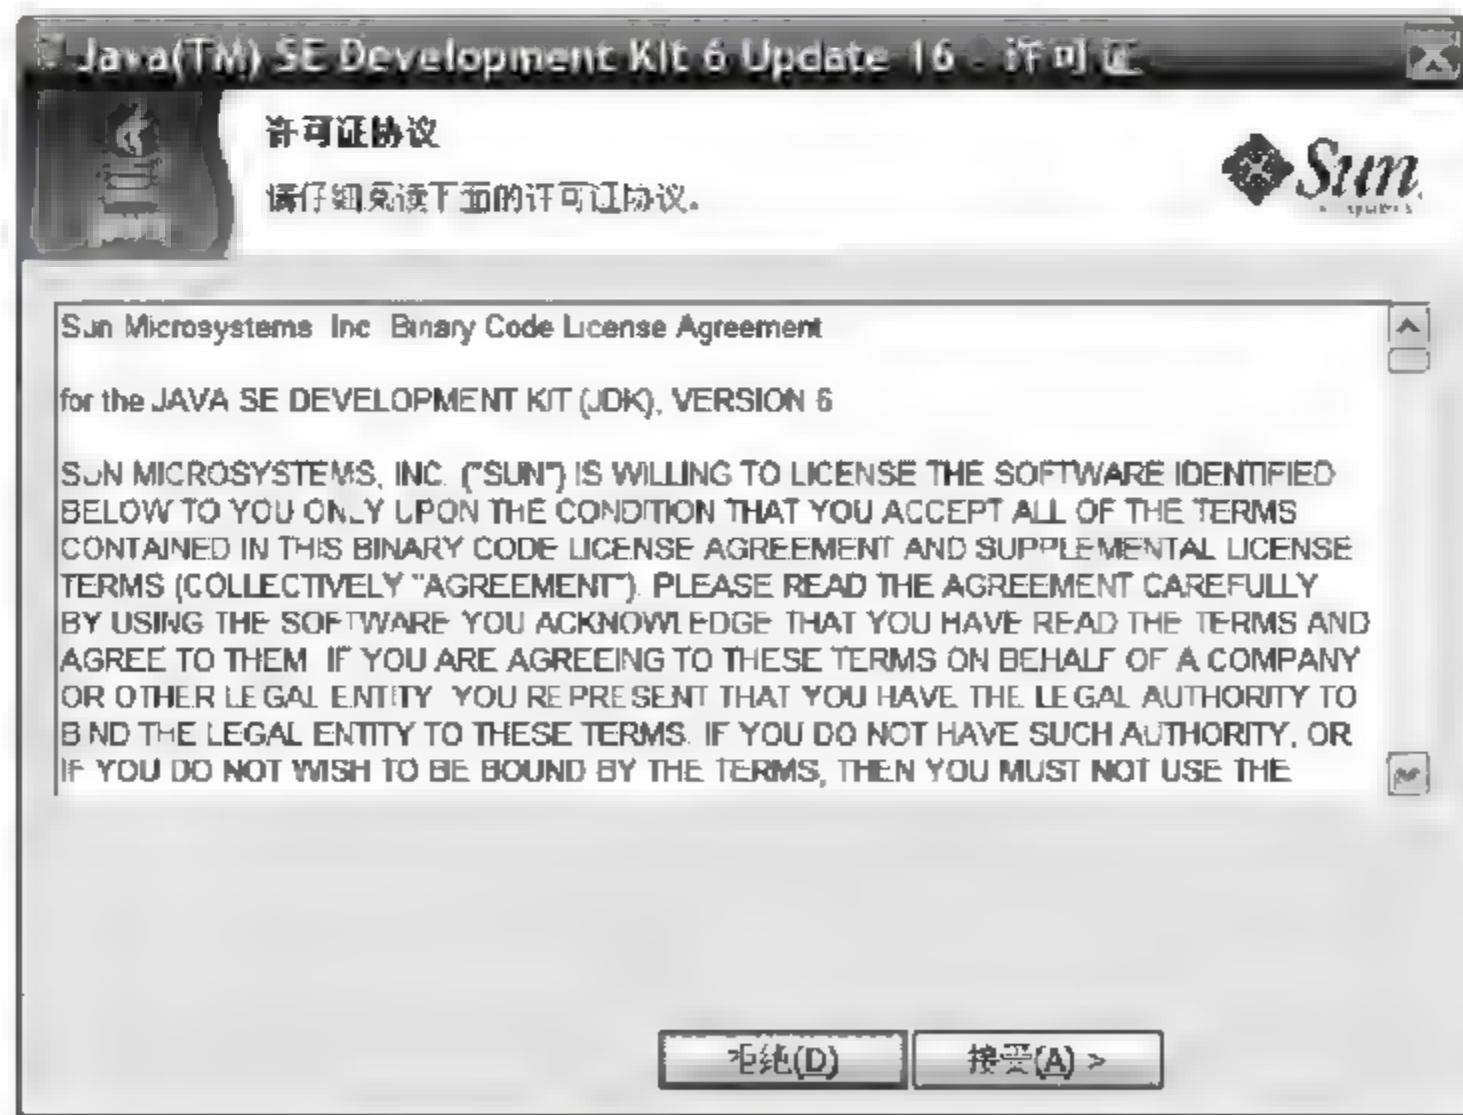 Java(TM) SE Development Kit 6 Update 16 - 许可证
许可证协议
请仔细阅读下面的许可证协议。
Sun
Sun Microsystems Inc Binary Code License Agreement
for the JAVA SE DEVELOPMENT KIT (JDK), VERSION 6
SUN MICROSYSTEMS, INC. ("SUN") IS WILLING TO LICENSE THE SOFTWARE IDENTIFIED
BELOW TO YOU ONLY UPON THE CONDITION THAT YOU ACCEPT ALL OF THE TERMS
CONTAINED IN THIS BINARY CODE LICENSE AGREEMENT AND SUPPLEMENTAL LICENSE
TERMS (COLLECTIVELY "AGREEMENT"). PLEASE READ THE AGREEMENT CAREFULLY
BY USING THE SOFTWARE YOU ACKNOWLEDGE THAT YOU HAVE READ THE TERMS AND
AGREE TO THEM IF YOU ARE AGREEING TO THESE TERMS ON BEHALF OF A COMPANY
OR OTHER LEGAL ENTITY YOU REPRESENT THAT YOU HAVE THE LEGAL AUTHORITY TO
BIND THE LEGAL ENTITY TO THESE TERMS. IF YOU DO NOT HAVE SUCH AUTHORITY, OR
IF YOU DO NOT WISH TO BE BOUND BY THE TERMS, THEN YOU MUST NOT USE THE
拒绝(D)
接受(A) >